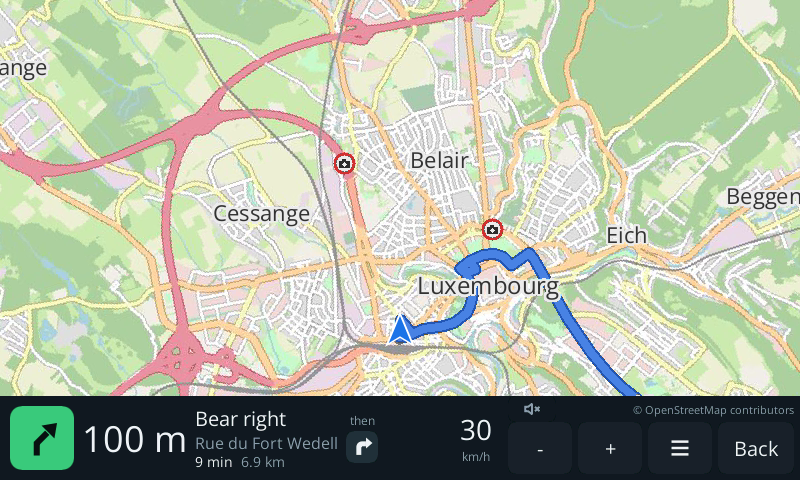 ange
Belair
Beggen
Cessange
Eich
Luxembourg
© OpenStreetMap contributors
100 m
Bear right
Rue du Fort Wedell
9 min 6.9 km
then
30
km/h
-
+
☰
Back